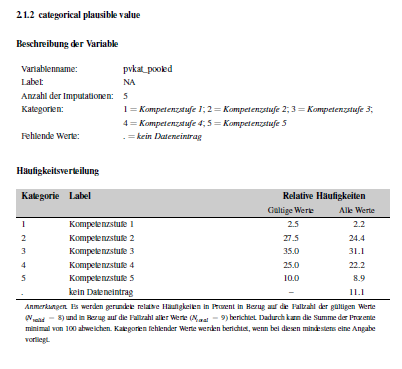 2.1.2 categorical plausible value
Beschreibung der Variable
Variablenname: pvkat_pooled
Label: NA
Anzahl der Imputationen: 5
Kategorien: 1 = Kompetenzstufe 1; 2 = Kompetenzstufe 2; 3 = Kompetenzstufe 3;
4 = Kompetenzstufe 4; 5 = Kompetenzstufe 5
Fehlende Werte: . = kein Dateneintrag
Häufigkeitsverteilung
Kategorie Label Relative Häufigkeiten
Gültige Werte Alle Werte
1 Kompetenzstufe 1 2.5 2.2
2 Kompetenzstufe 2 27.5 24.4
3 Kompetenzstufe 3 35.0 31.1
4 Kompetenzstufe 4 25.0 22.2
5 Kompetenzstufe 5 10.0 8.9
. kein Dateneintrag – 11.1
Anmerkungen. Es werden gerundete relative Häufigkeiten in Prozent in Bezug auf die Fallzahl der gültigen Werte
(Nvalid = 8) und in Bezug auf die Fallzahl aller Werte (Ntotal = 9) berichtet. Dadurch kann die Summe der Prozente
minimal von 100 abweichen. Kategorien fehlender Werte werden berichtet, wenn bei diesen mindestens eine Angabe
vorliegt.